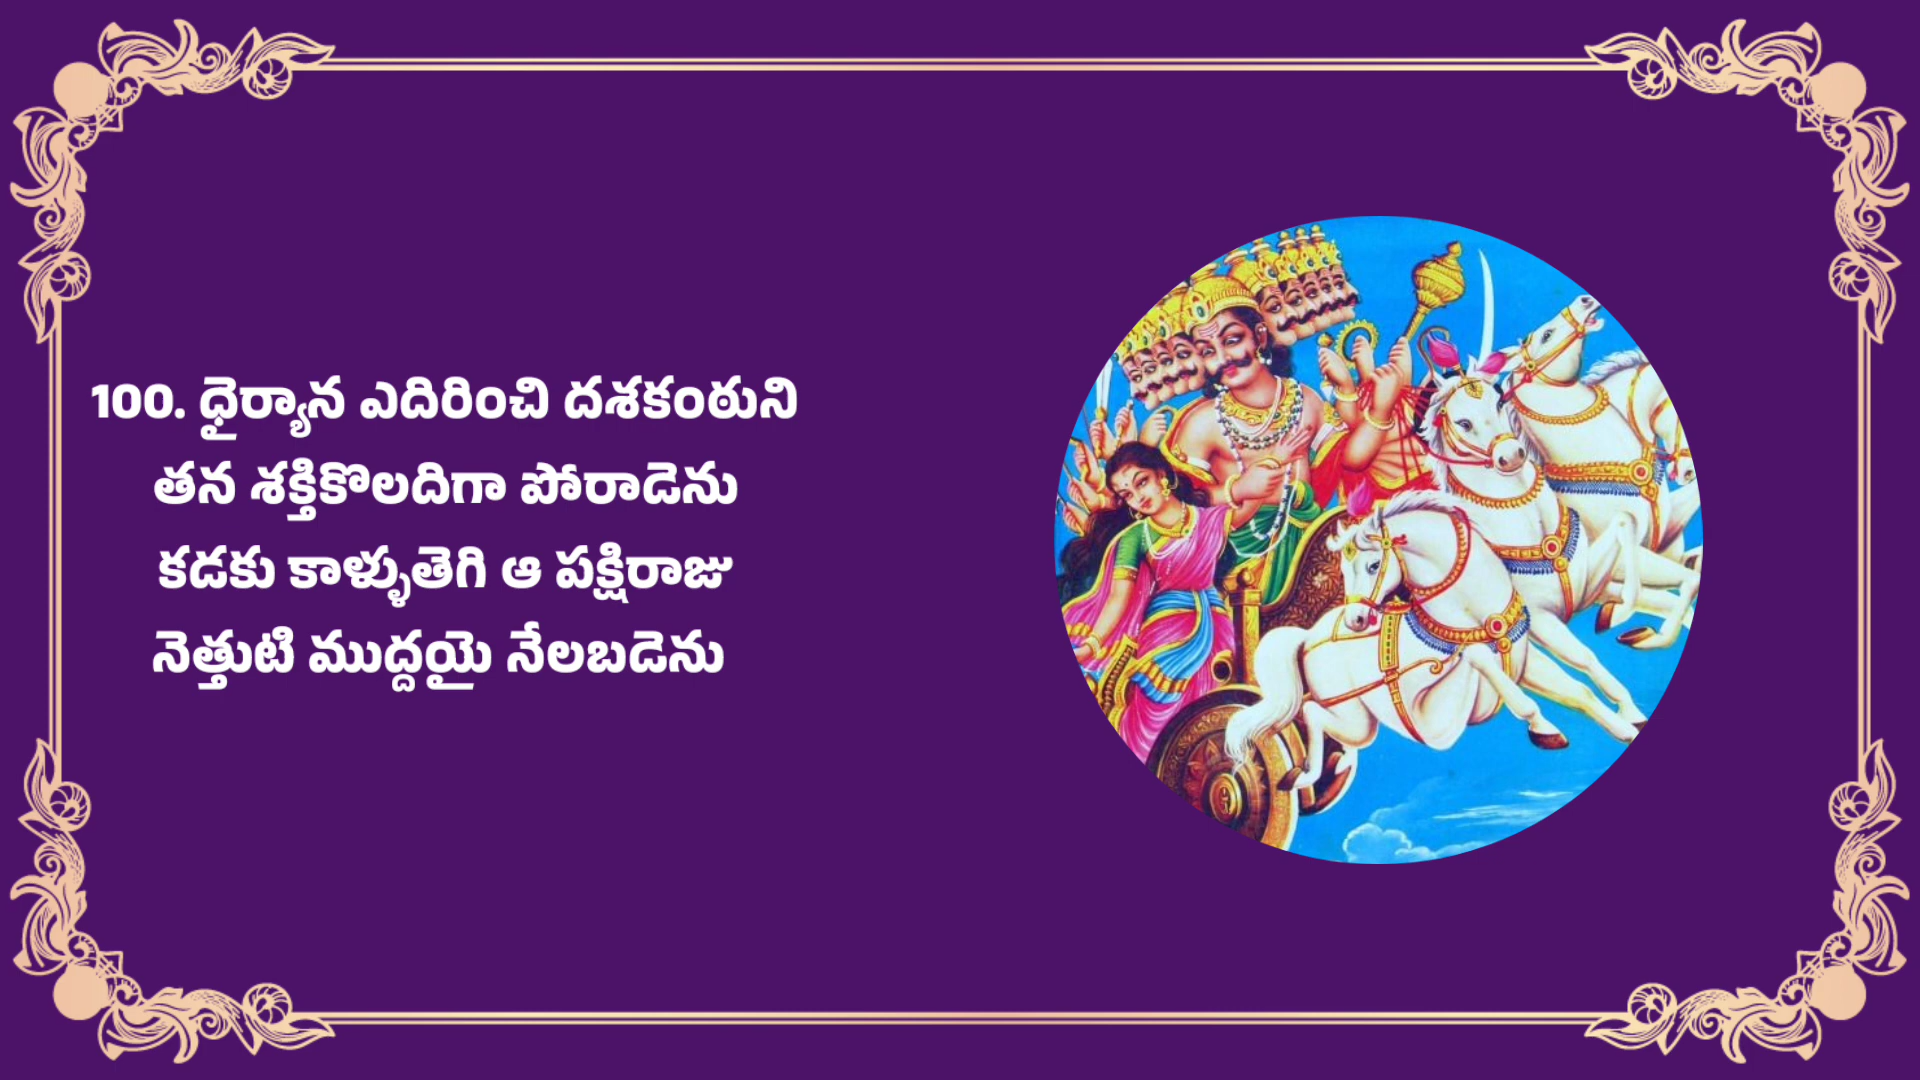 100. ధైర్యాన ఎదిరించి దశకంఠుని
తన శక్తికొలదిగా పోరాడెను
కడకు కాళ్ళుతెగి ఆ పక్షిరాజు
నెత్తుటి ముద్దయై నేలబడెను